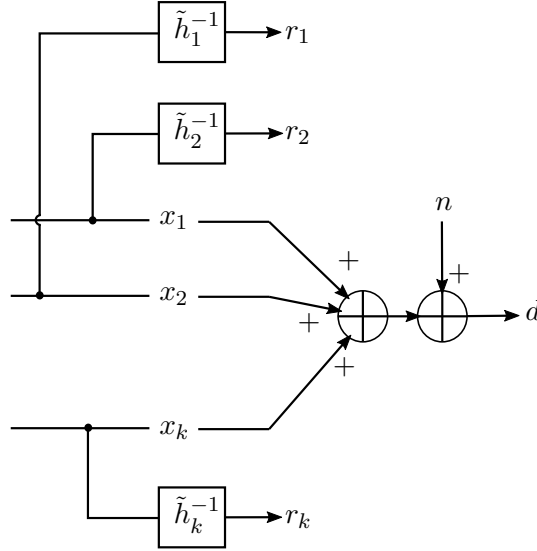 h̃₁⁻¹ r₁
h̃₂⁻¹ r₂
x₁ n
+ +
x₂ + d
+
x_k
h̃_k⁻¹ r_k